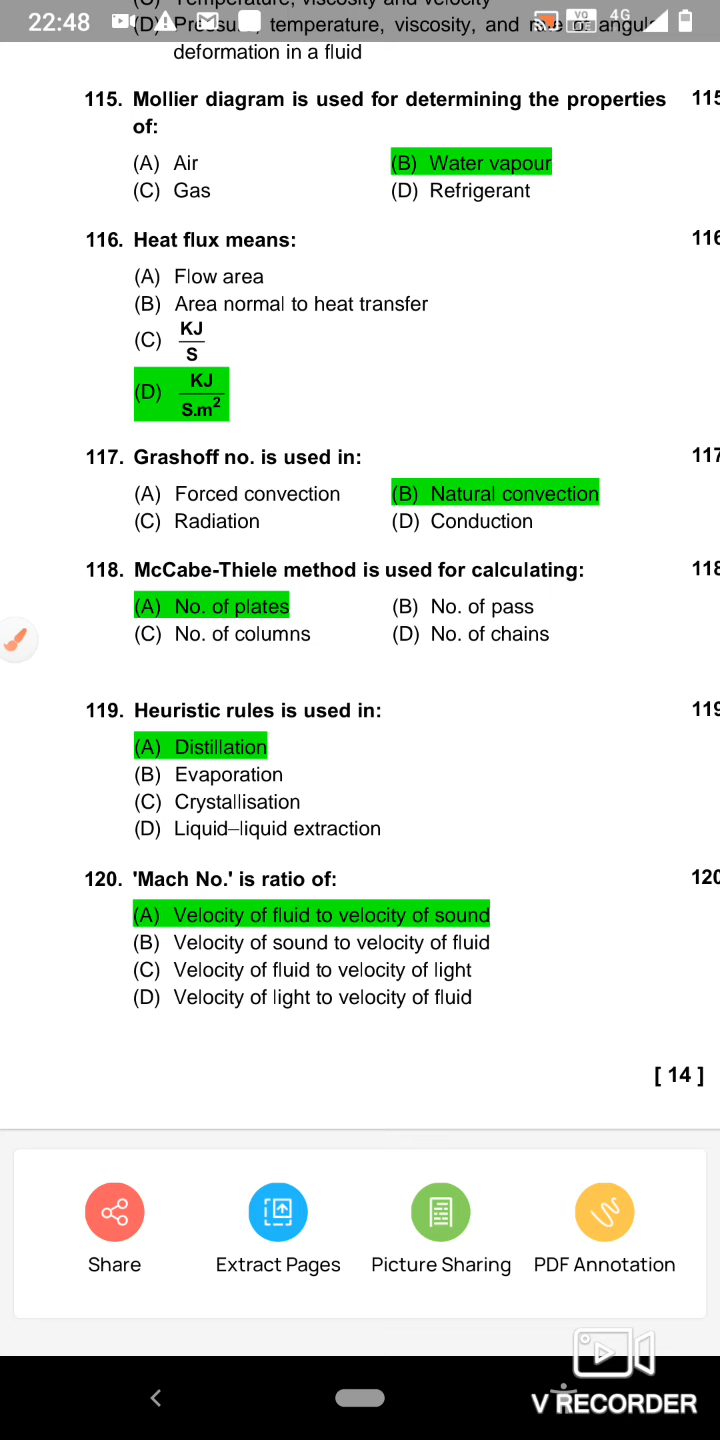 22:48
4G
(D) temperature, viscosity, and
deformation in a fluid
115. Mollier diagram is used for determining the properties
of:
(A) Air (B) Water vapour
(C) Gas (D) Refrigerant
116. Heat flux means:
(A) Flow area
(B) Area normal to heat transfer
(C) KJ
S
(D) KJ
S.m²
117. Grashoff no. is used in:
(A) Forced convection (B) Natural convection
(C) Radiation (D) Conduction
118. McCabe-Thiele method is used for calculating:
(A) No. of plates (B) No. of pass
(C) No. of columns (D) No. of chains
119. Heuristic rules is used in:
(A) Distillation
(B) Evaporation
(C) Crystallisation
(D) Liquid–liquid extraction
120. 'Mach No.' is ratio of:
(A) Velocity of fluid to velocity of sound
(B) Velocity of sound to velocity of fluid
(C) Velocity of fluid to velocity of light
(D) Velocity of light to velocity of fluid
[ 14 ]
Share Extract Pages Picture Sharing PDF Annotation
V RECORDER